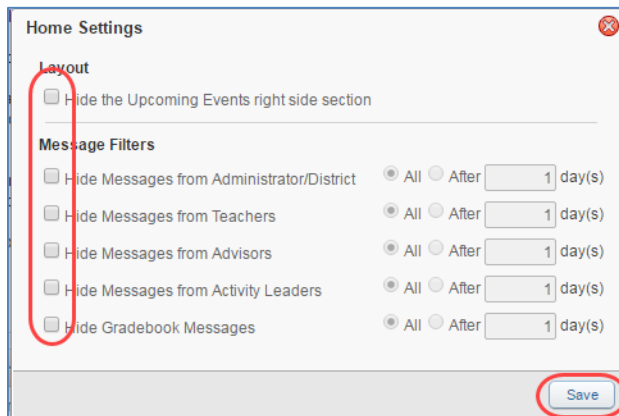 Home Settings
Layout
Hide the Upcoming Events right side section
Message Filters
Hide Messages from Administrator/District All After 1 day(s)
Hide Messages from Teachers All After 1 day(s)
Hide Messages from Advisors All After 1 day(s)
Hide Messages from Activity Leaders All After 1 day(s)
Hide Gradebook Messages All After 1 day(s)
Save